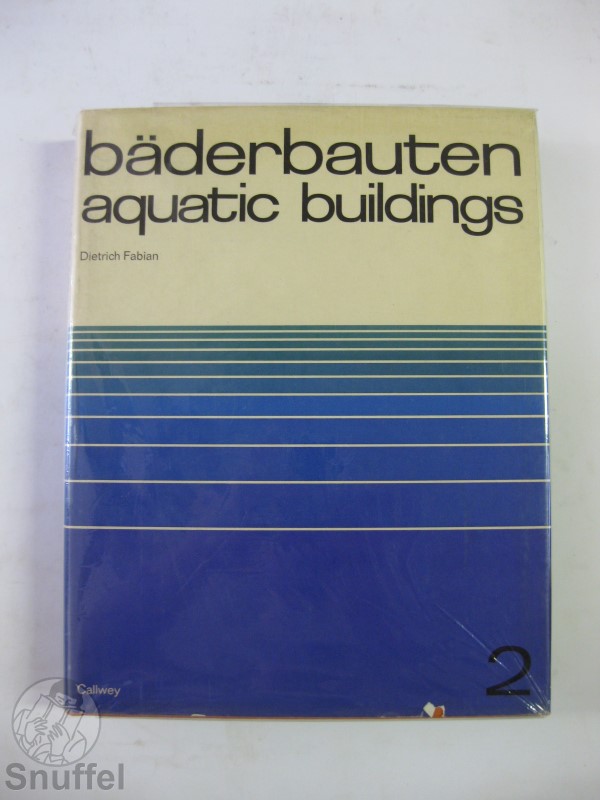 bäderbauten
aquatic buildings
Dietrich Fabian
2
Callwey
Snuffel